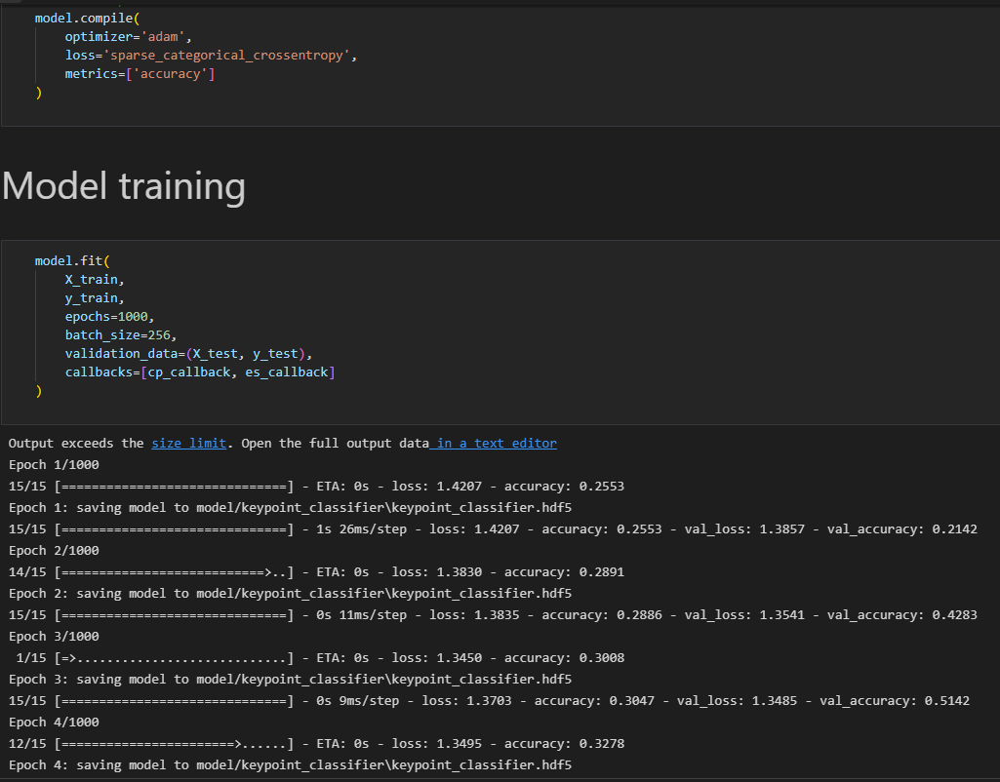 model.compile(
optimizer='adam',
loss='sparse_categorical_crossentropy',
metrics=['accuracy']
)
Model training
model.fit(
X_train,
y_train,
epochs=1000,
batch_size=256,
validation_data=(X_test, y_test),
callbacks=[cp_callback, es_callback]
)
Output exceeds the size limit. Open the full output data in a text editor
Epoch 1/1000
15/15 [==============================] - ETA: 0s - loss: 1.4207 - accuracy: 0.2553
Epoch 1: saving model to model/keypoint_classifier\keypoint_classifier.hdf5
15/15 [==============================] - 1s 26ms/step - loss: 1.4207 - accuracy: 0.2553 - val_loss: 1.3857 - val_accuracy: 0.2142
Epoch 2/1000
14/15 [===========================>..] - ETA: 0s - loss: 1.3830 - accuracy: 0.2891
Epoch 2: saving model to model/keypoint_classifier\keypoint_classifier.hdf5
15/15 [==============================] - 0s 11ms/step - loss: 1.3835 - accuracy: 0.2886 - val_loss: 1.3541 - val_accuracy: 0.4283
Epoch 3/1000
1/15 [=>............................] - ETA: 0s - loss: 1.3450 - accuracy: 0.3008
Epoch 3: saving model to model/keypoint_classifier\keypoint_classifier.hdf5
15/15 [==============================] - 0s 9ms/step - loss: 1.3703 - accuracy: 0.3047 - val_loss: 1.3485 - val_accuracy: 0.5142
Epoch 4/1000
12/15 [=======================>......] - ETA: 0s - loss: 1.3495 - accuracy: 0.3278
Epoch 4: saving model to model/keypoint_classifier\keypoint_classifier.hdf5